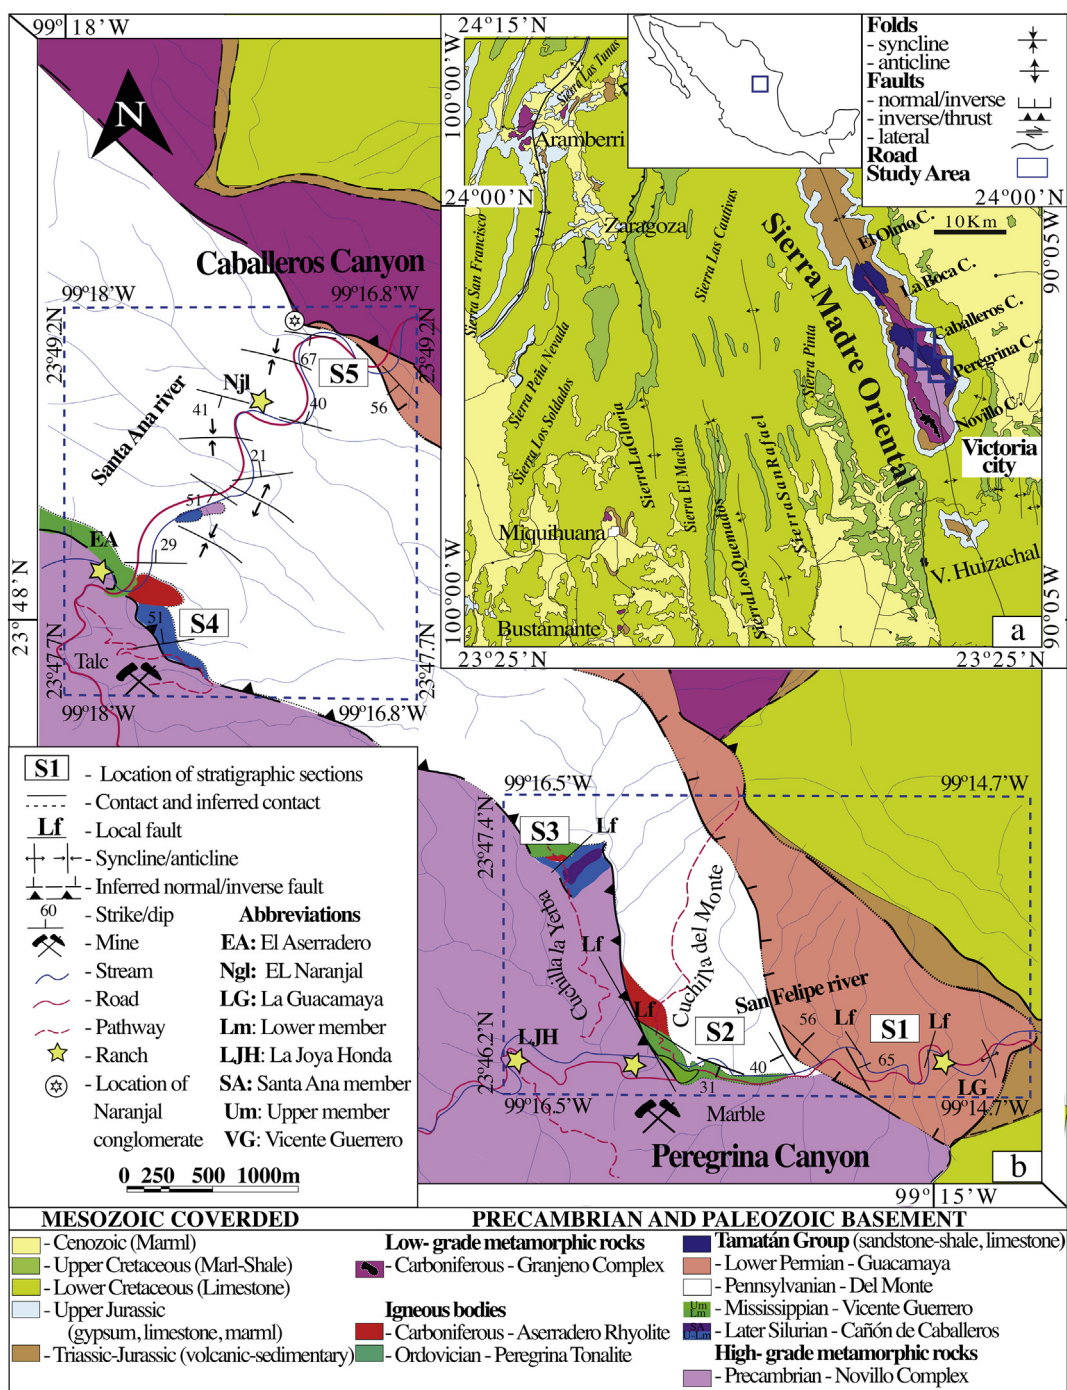 99° 18'W
24°15'N
100°00'W
Sierra Las Tunas
Aramberri
24°00'N
Zaragoza
Sierra San Francisco
Sierra Las Cautivas
Sierra Peña Nevada
Sierra Los Soldados
Sierra La Gloria
Sierra El Macho
Sierra Los Quemados
Sierra San Rafael
Sierra Pinta
Sierra Madre Oriental
El Olmo C.
La Boca C.
Caballeros C.
Peregrina C.
Novillo C.
Victoria
city
Miquihuana
Bustamante
V. Huizachal
10Km
90°05'W
24°00'N
100°00'W
90°05'W
23°25'N
23°25'N
a
Folds
- syncline
- anticline
Faults
- normal/inverse
- inverse/thrust
- lateral
Road
Study Area
N
Caballeros Canyon
99°18'W
99°16.8'W
23°49.2'N
23°49.2'N
67
S5
Njl
41
40
56
Santa Ana river
21
51
EA
29
S4
51
Talc
23°48'N
23°47.7N
23°47.7N
99°18'W
99°16.8'W
99°16.5'W
99°14.7'W
23°47.4'N
S3
Lf
Cuchilla la Yerba
Cuchilla del Monte
Lf
Lf
San Felipe river
S2
56
Lf
S1
Lf
LJH
23°46.2'N
40
65
31
LG
99°16.5'W
Marble
99°14.7'W
Peregrina Canyon
b
99°15'W
S1 - Location of stratigraphic sections
- Contact and inferred contact
Lf - Local fault
- Syncline/anticline
- Inferred normal/inverse fault
60 - Strike/dip
- Mine
- Stream
- Road
- Pathway
- Ranch
- Location of
Naranjal
conglomerate
Abbreviations
EA: El Aserradero
Ngl: EL Naranjal
LG: La Guacamaya
Lm: Lower member
LJH: La Joya Honda
SA: Santa Ana member
Um: Upper member
VG: Vicente Guerrero
0 250 500 1000m
MESOZOIC COVERDED
- Cenozoic (Marml)
- Upper Cretaceous (Marl-Shale)
- Lower Cretaceous (Limestone)
- Upper Jurassic
(gypsum, limestone, marml)
- Triassic-Jurassic (volcanic-sedimentary)
PRECAMBRIAN AND PALEOZOIC BASEMENT
Low- grade metamorphic rocks
- Carboniferous - Granjeno Complex
Igneous bodies
- Carboniferous - Aserradero Rhyolite
- Ordovician - Peregrina Tonalite
Tamatán Group (sandstone-shale, limestone)
- Lower Permian - Guacamaya
- Pennsylvanian - Del Monte
Um
Lm
- Mississippian - Vicente Guerrero
SA
U-Lm
- Later Silurian - Cañón de Caballeros
High- grade metamorphic rocks
- Precambrian - Novillo Complex